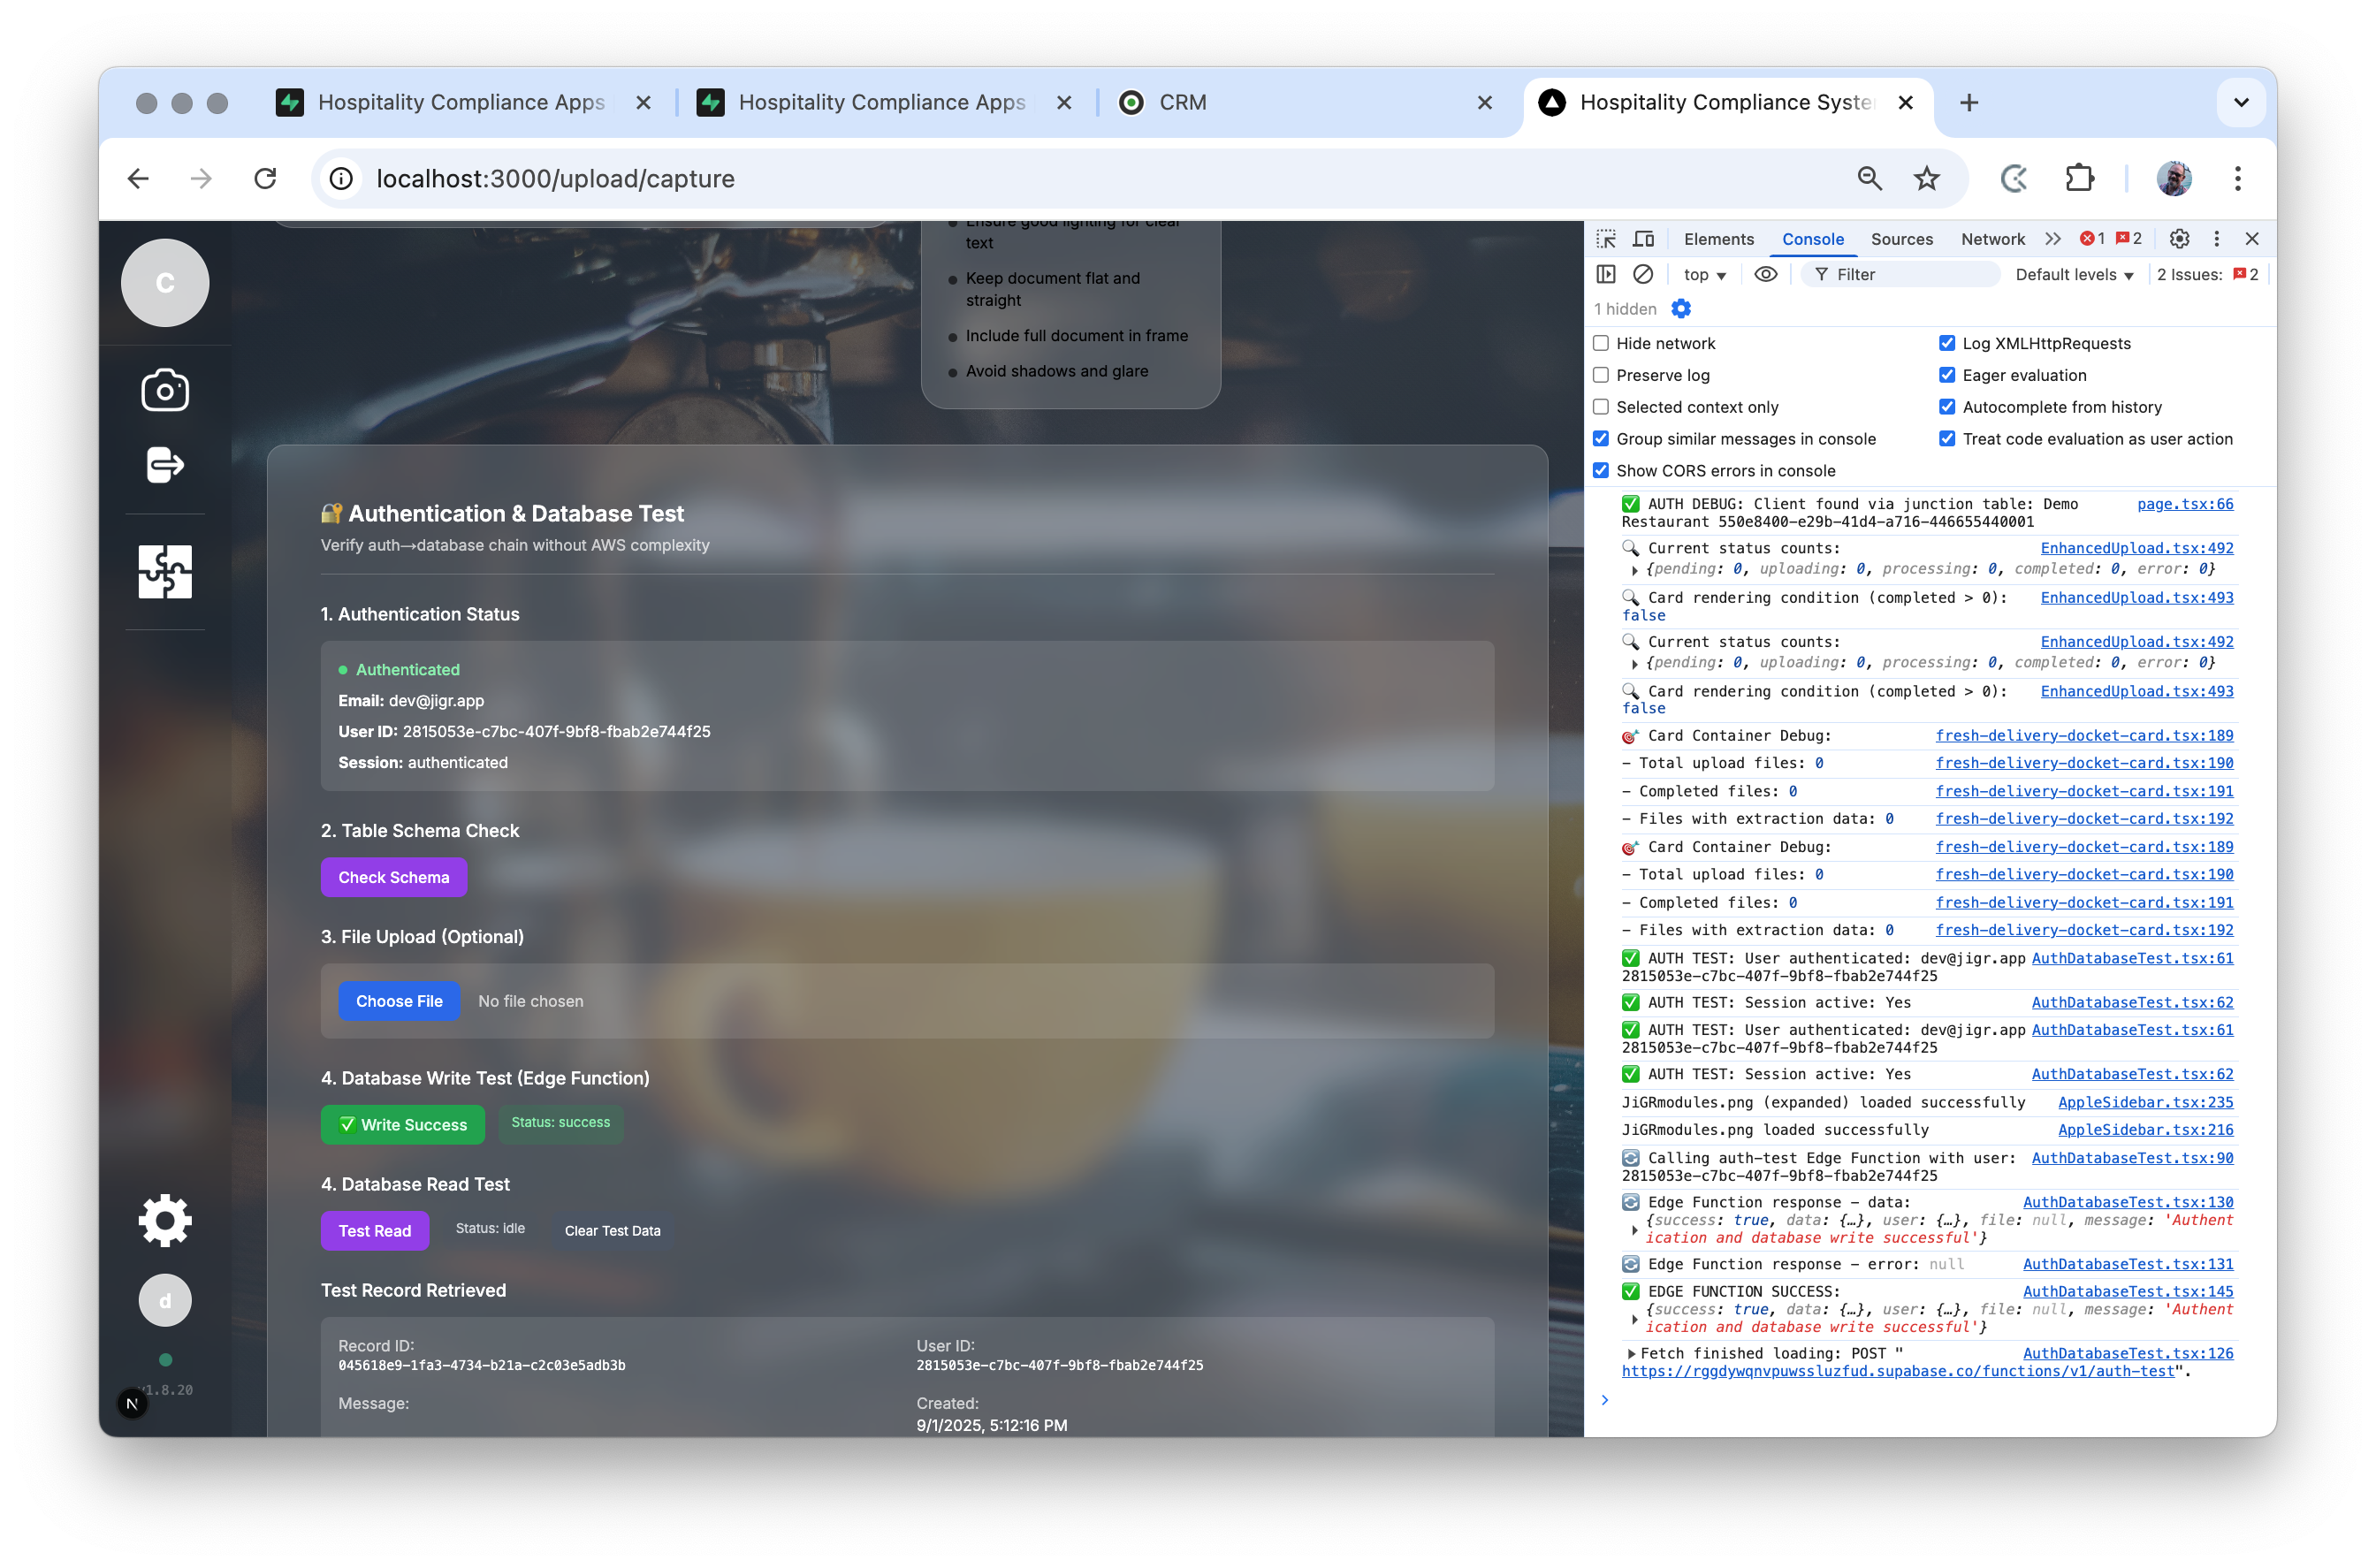 Hospitality Compliance Apps
Hospitality Compliance Apps
CRM
Hospitality Compliance Syste
localhost:3000/upload/capture
C
Ensure good lighting for clear
text
Keep document flat and
straight
Include full document in frame
Avoid shadows and glare
🔐 Authentication & Database Test
Verify auth→database chain without AWS complexity
1. Authentication Status
Authenticated
Email: dev@jigr.app
User ID: 2815053e-c7bc-407f-9bf8-fbab2e744f25
Session: authenticated
2. Table Schema Check
Check Schema
3. File Upload (Optional)
Choose File No file chosen
4. Database Write Test (Edge Function)
✅ Write Success Status: success
4. Database Read Test
Test Read Status: idle Clear Test Data
Test Record Retrieved
Record ID:
045618e9-1fa3-4734-b21a-c2c03e5adb3b
User ID:
2815053e-c7bc-407f-9bf8-fbab2e744f25
Message:
Created:
9/1/2025, 5:12:16 PM
d
v1.8.20
N
Elements Console Sources Network 1 2
top Filter Default levels 2 Issues: 2
1 hidden
Hide network Log XMLHttpRequests
Preserve log Eager evaluation
Selected context only Autocomplete from history
Group similar messages in console Treat code evaluation as user action
Show CORS errors in console
✅ AUTH DEBUG: Client found via junction table: Demo page.tsx:66
Restaurant 550e8400-e29b-41d4-a716-446655440001
🔍 Current status counts: EnhancedUpload.tsx:492
{pending: 0, uploading: 0, processing: 0, completed: 0, error: 0}
🔍 Card rendering condition (completed > 0): EnhancedUpload.tsx:493
false
🔍 Current status counts: EnhancedUpload.tsx:492
{pending: 0, uploading: 0, processing: 0, completed: 0, error: 0}
🔍 Card rendering condition (completed > 0): EnhancedUpload.tsx:493
false
🎯 Card Container Debug: fresh-delivery-docket-card.tsx:189
- Total upload files: 0 fresh-delivery-docket-card.tsx:190
- Completed files: 0 fresh-delivery-docket-card.tsx:191
- Files with extraction data: 0 fresh-delivery-docket-card.tsx:192
🎯 Card Container Debug: fresh-delivery-docket-card.tsx:189
- Total upload files: 0 fresh-delivery-docket-card.tsx:190
- Completed files: 0 fresh-delivery-docket-card.tsx:191
- Files with extraction data: 0 fresh-delivery-docket-card.tsx:192
✅ AUTH TEST: User authenticated: dev@jigr.app AuthDatabaseTest.tsx:61
2815053e-c7bc-407f-9bf8-fbab2e744f25
✅ AUTH TEST: Session active: Yes AuthDatabaseTest.tsx:62
✅ AUTH TEST: User authenticated: dev@jigr.app AuthDatabaseTest.tsx:61
2815053e-c7bc-407f-9bf8-fbab2e744f25
✅ AUTH TEST: Session active: Yes AuthDatabaseTest.tsx:62
JiGRmodules.png (expanded) loaded successfully AppleSidebar.tsx:235
JiGRmodules.png loaded successfully AppleSidebar.tsx:216
🔄 Calling auth-test Edge Function with user: AuthDatabaseTest.tsx:90
2815053e-c7bc-407f-9bf8-fbab2e744f25
🔄 Edge Function response - data: AuthDatabaseTest.tsx:130
{success: true, data: {…}, user: {…}, file: null, message: 'Authent
ication and database write successful'}
🔄 Edge Function response - error: null AuthDatabaseTest.tsx:131
✅ EDGE FUNCTION SUCCESS: AuthDatabaseTest.tsx:145
{success: true, data: {…}, user: {…}, file: null, message: 'Authent
ication and database write successful'}
Fetch finished loading: POST " AuthDatabaseTest.tsx:126
https://rggdywqnvpuwssluzfud.supabase.co/functions/v1/auth-test".